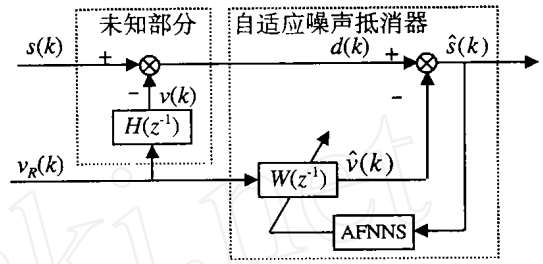 未知部分
自适应噪声抵消器
s(k)
+
d(k)
+
ŝ(k)
−
v(k)
−
H(z⁻¹)
v_R(k)
W(z⁻¹)
v̂(k)
AFNNS